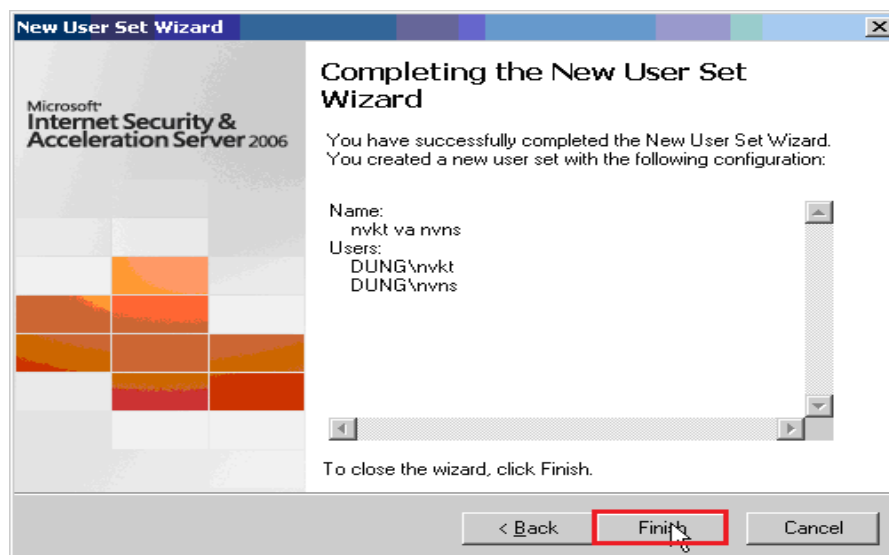 New User Set Wizard
Microsoft
Internet Security &
Acceleration Server 2006
Completing the New User Set
Wizard
You have successfully completed the New User Set Wizard.
You created a new user set with the following configuration:
Name:
nvkt va nvns
Users:
DUNG\nvkt
DUNG\nvns
To close the wizard, click Finish.
< Back
Finish
Cancel